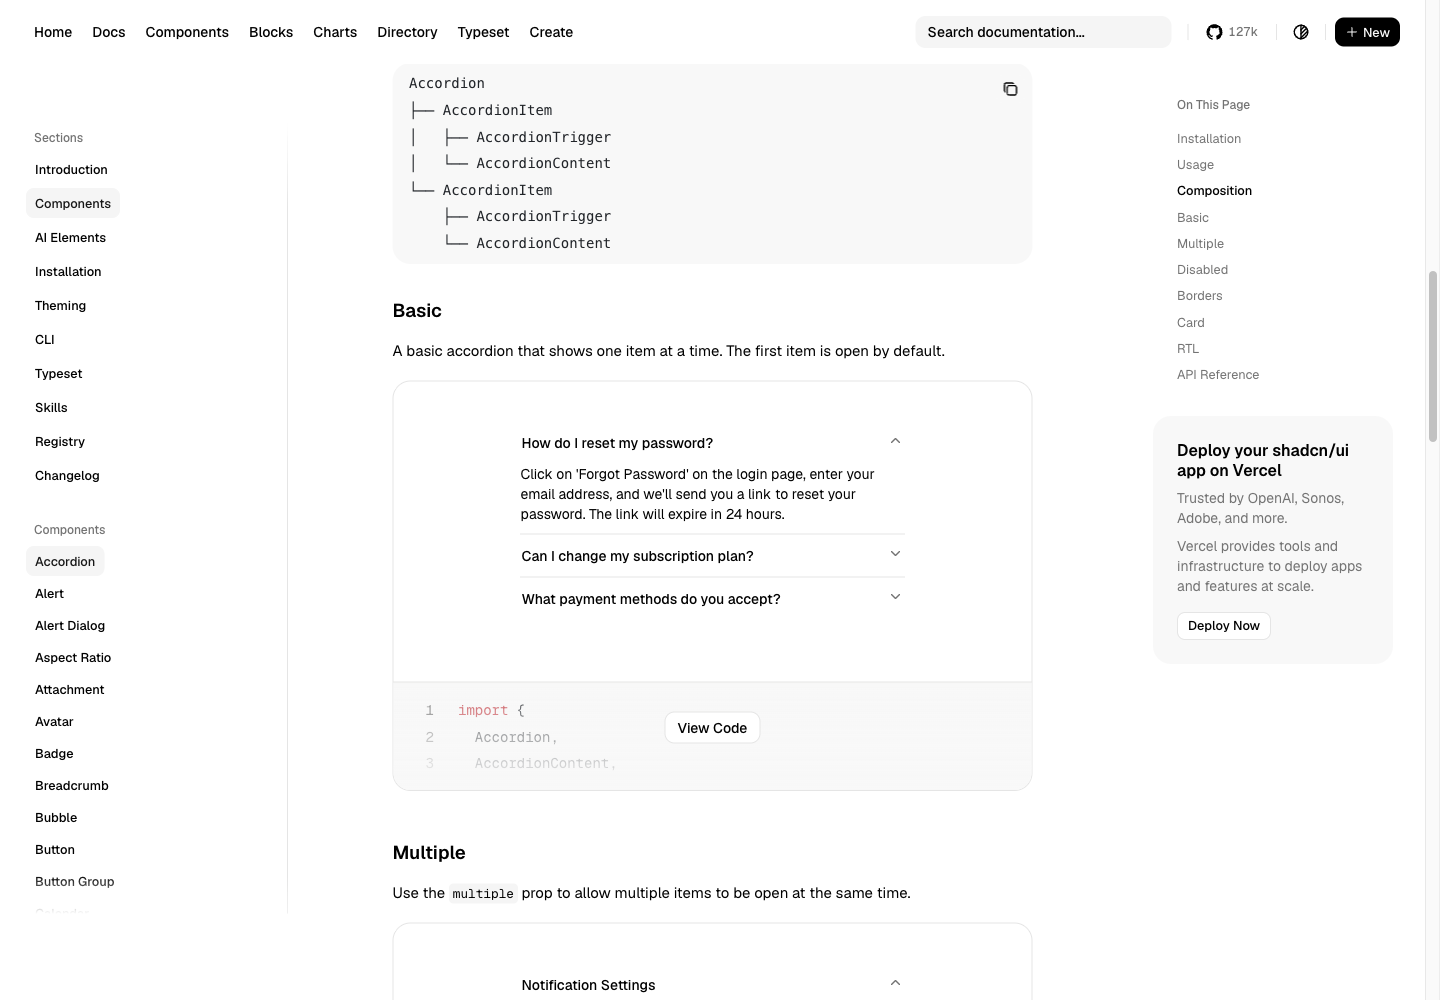 Home Docs Components Blocks Charts Directory Typeset Create Search documentation... 127k New
Sections
Introduction
Components
AI Elements
Installation
Theming
CLI
Typeset
Skills
Registry
Changelog
Components
Accordion
Alert
Alert Dialog
Aspect Ratio
Attachment
Avatar
Badge
Breadcrumb
Bubble
Button
Button Group
Calendar
Accordion
├── AccordionItem
│   ├── AccordionTrigger
│   └── AccordionContent
└── AccordionItem
    ├── AccordionTrigger
    └── AccordionContent
Basic
A basic accordion that shows one item at a time. The first item is open by default.
How do I reset my password?
Click on 'Forgot Password' on the login page, enter your
email address, and we'll send you a link to reset your
password. The link will expire in 24 hours.
Can I change my subscription plan?
What payment methods do you accept?
1 import {
View Code
2   Accordion,
3   AccordionContent,
Multiple
Use the multiple prop to allow multiple items to be open at the same time.
Notification Settings
On This Page
Installation
Usage
Composition
Basic
Multiple
Disabled
Borders
Card
RTL
API Reference
Deploy your shadcn/ui
app on Vercel
Trusted by OpenAI, Sonos,
Adobe, and more.
Vercel provides tools and
infrastructure to deploy apps
and features at scale.
Deploy Now